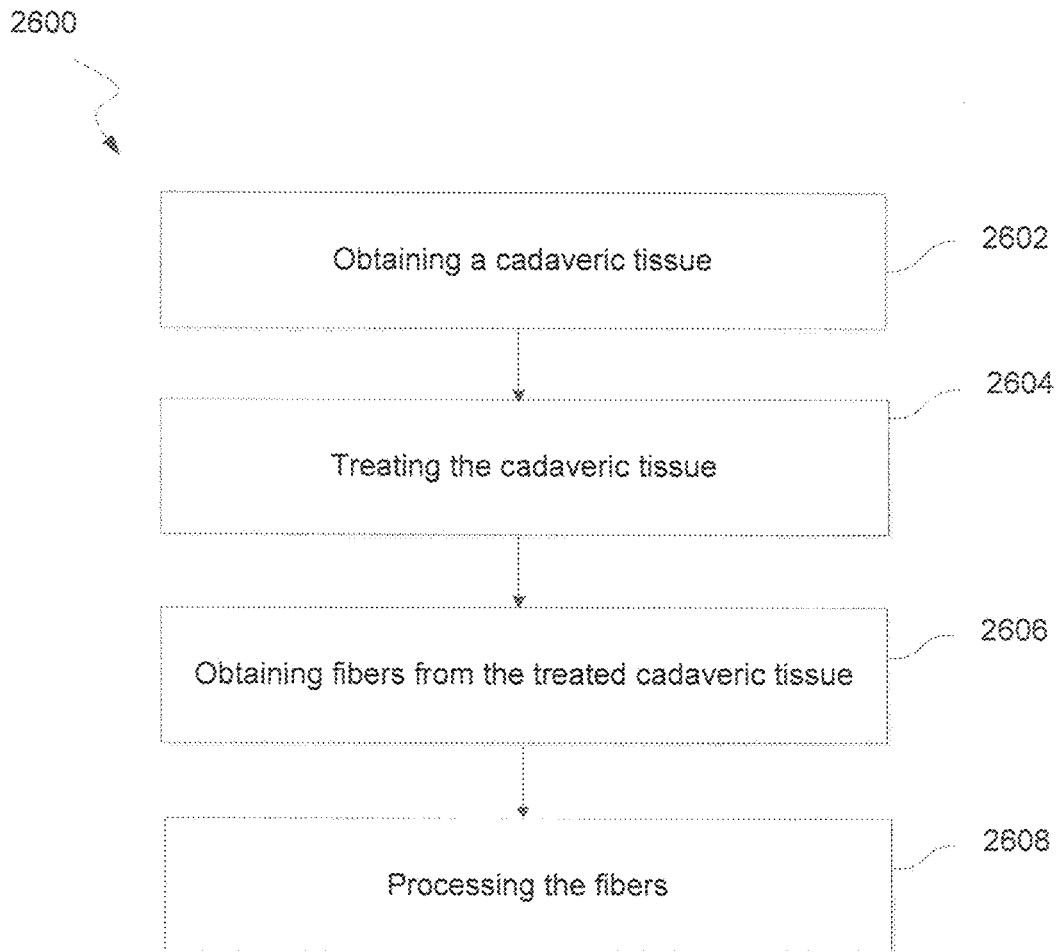 2600
Obtaining a cadaveric tissue
2602
2604
Treating the cadaveric tissue
2606
Obtaining fibers from the treated cadaveric tissue
2608
Processing the fibers